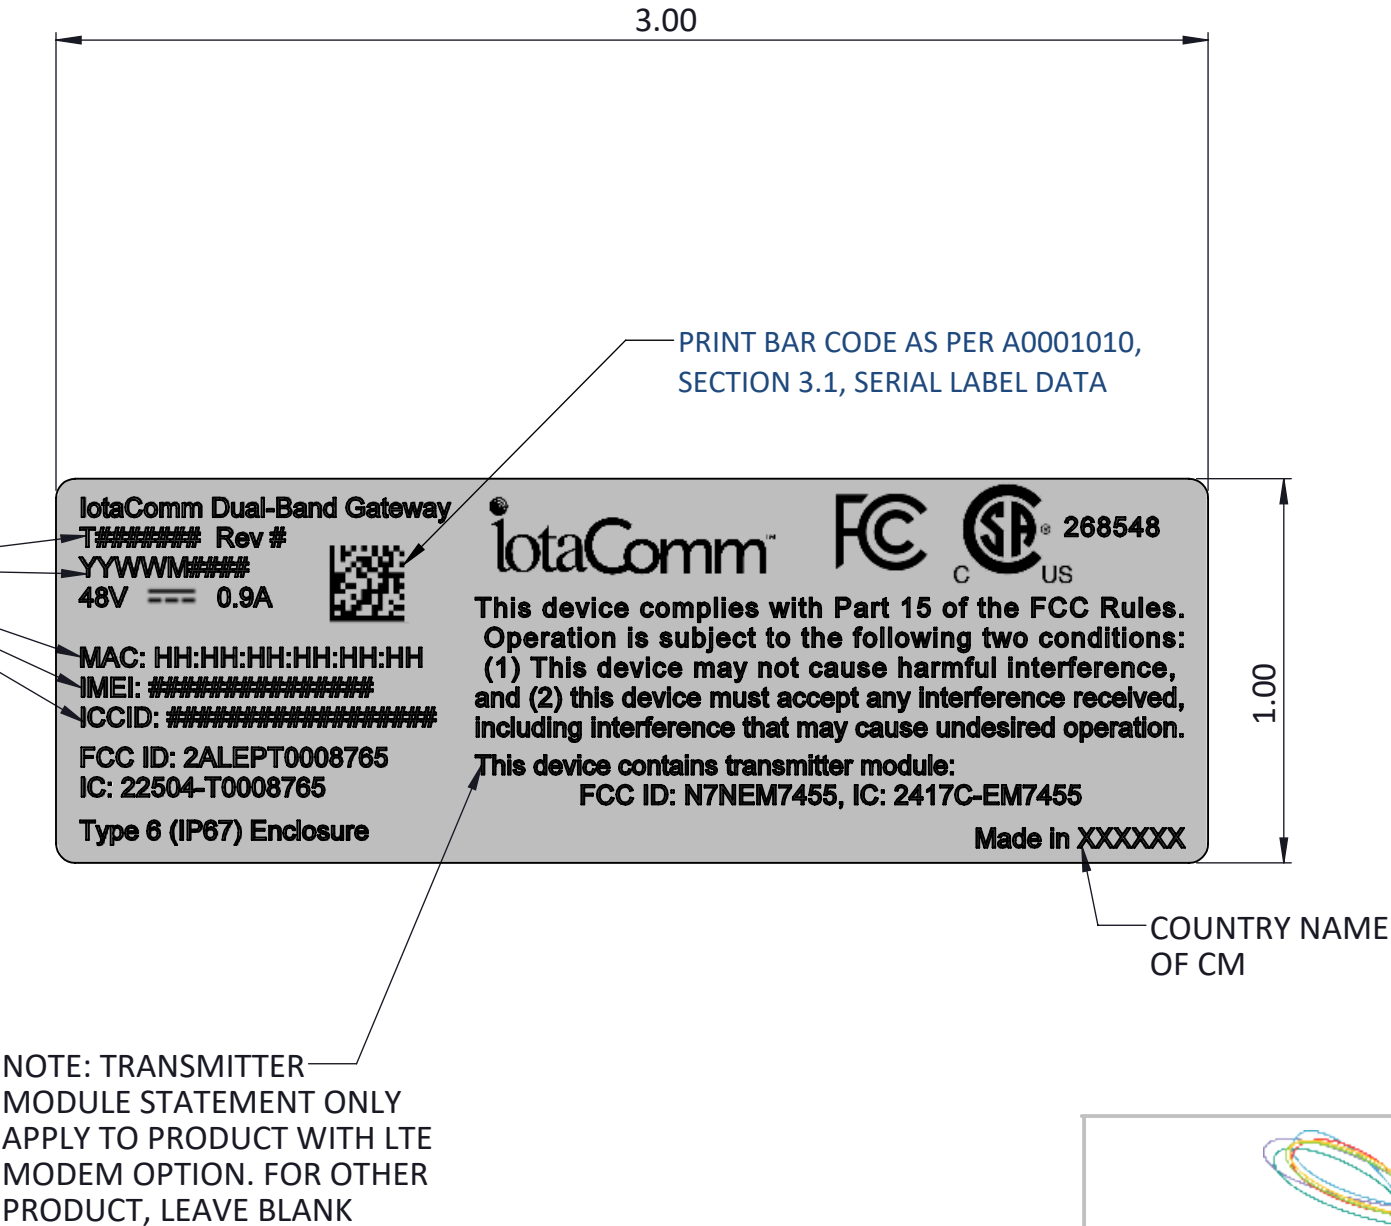 3.00
PRINT BAR CODE AS PER A0001010,
SECTION 3.1, SERIAL LABEL DATA
IotaComm Dual-Band Gateway
T####### Rev #
YYWWM####
48V 0.9A
MAC: HH:HH:HH:HH:HH:HH
IMEI: ###############
ICCID: ##################
FCC ID: 2ALEPT0008765
IC: 22504-T0008765
Type 6 (IP67) Enclosure
iotaComm™
FC
C SA ® US
268548
This device complies with Part 15 of the FCC Rules.
Operation is subject to the following two conditions:
(1) This device may not cause harmful interference,
and (2) this device must accept any interference received,
including interference that may cause undesired operation.
This device contains transmitter module:
FCC ID: N7NEM7455, IC: 2417C-EM7455
Made in XXXXXX
1.00
COUNTRY NAME
OF CM
NOTE: TRANSMITTER
MODULE STATEMENT ONLY
APPLY TO PRODUCT WITH LTE
MODEM OPTION. FOR OTHER
PRODUCT, LEAVE BLANK